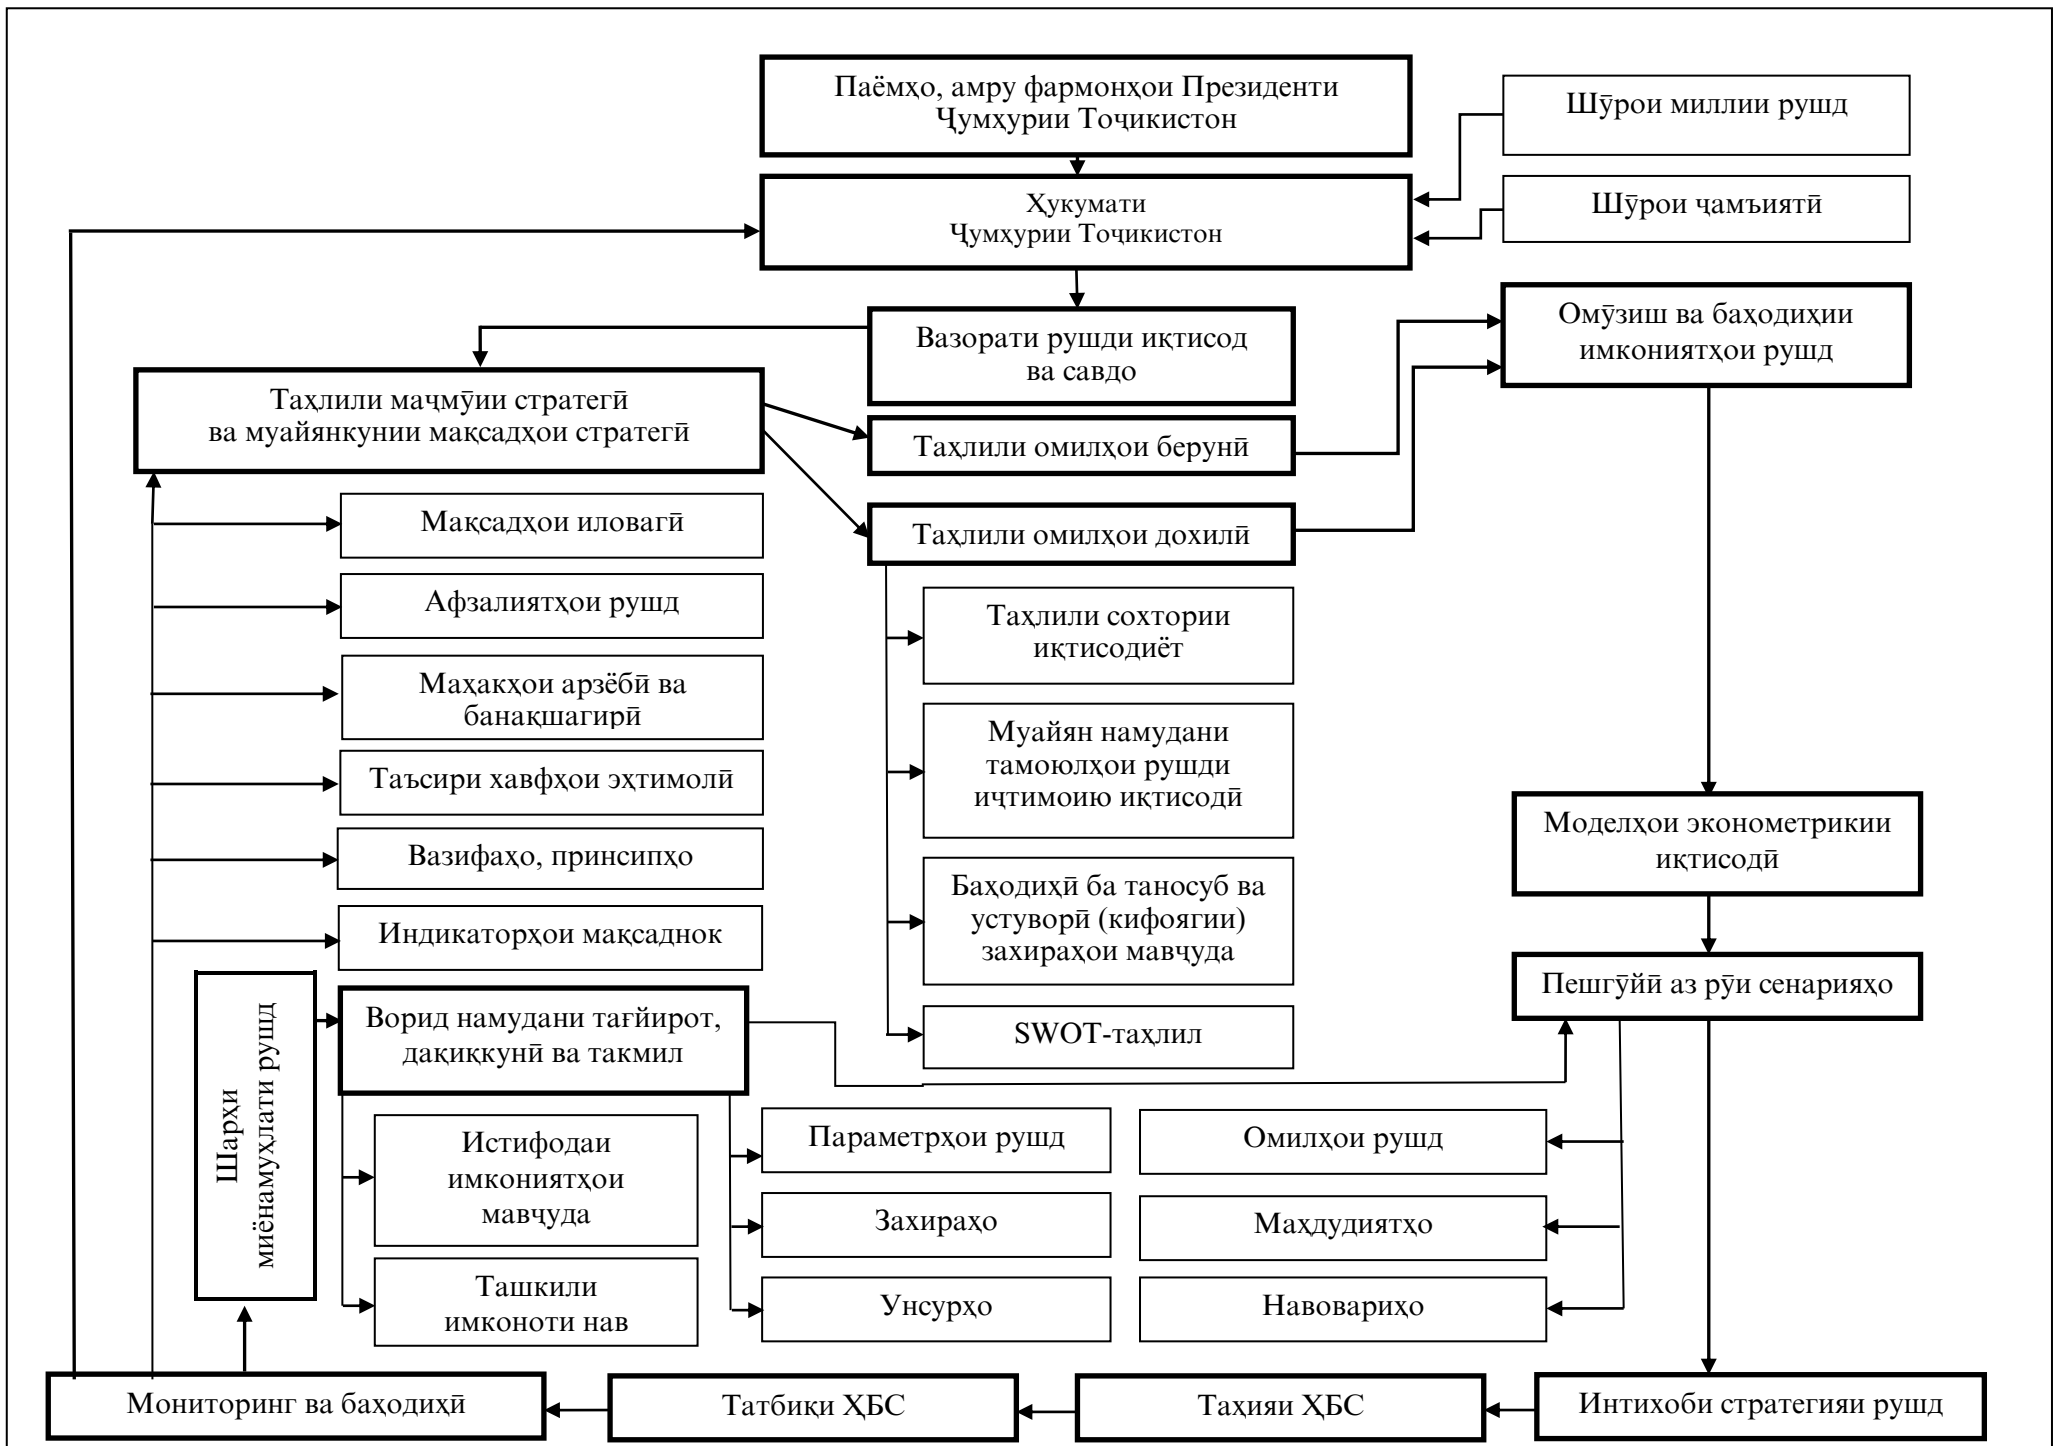 Паёмҳо, амру фармонҳои Президенти
Ҷумҳурии Тоҷикистон
Шӯрои миллии рушд
Ҳукумати
Ҷумҳурии Тоҷикистон
Шӯрои ҷамъиятӣ
Вазорати рушди иқтисод
ва савдо
Омӯзиш ва баҳодиҳии
имкониятҳои рушд
Таҳлили маҷмӯии стратегӣ
ва муайянкунии мақсадҳои стратегӣ
Таҳлили омилҳои берунӣ
Таҳлили омилҳои дохилӣ
Мақсадҳои иловагӣ
Афзалиятҳои рушд
Маҳакҳои арзёбӣ ва
банақшагирӣ
Таъсири хавфҳои эҳтимолӣ
Вазифаҳо, принсипҳо
Индикаторҳои мақсаднок
Таҳлили сохтории
иқтисодиёт
Муайян намудани
тамоюлҳои рушди
иҷтимоию иқтисодӣ
Баҳодиҳӣ ба таносуб ва
устуворӣ (кифоягии)
захираҳои мавҷуда
SWOT-таҳлил
Моделҳои эконометрикии
иқтисодӣ
Пешгӯйӣ аз рӯи сенарияҳо
Шарҳи
миёнамуҳлати рушд
Ворид намудани тағйирот,
дақиқкунӣ ва такмил
Истифодаи
имкониятҳои
мавҷуда
Ташкили
имконоти нав
Параметрҳои рушд
Захираҳо
Унсурҳо
Омилҳои рушд
Маҳдудиятҳо
Навовариҳо
Мониторинг ва баҳодиҳӣ
Татбиқи ҲБС
Таҳияи ҲБС
Интихоби стратегияи рушд